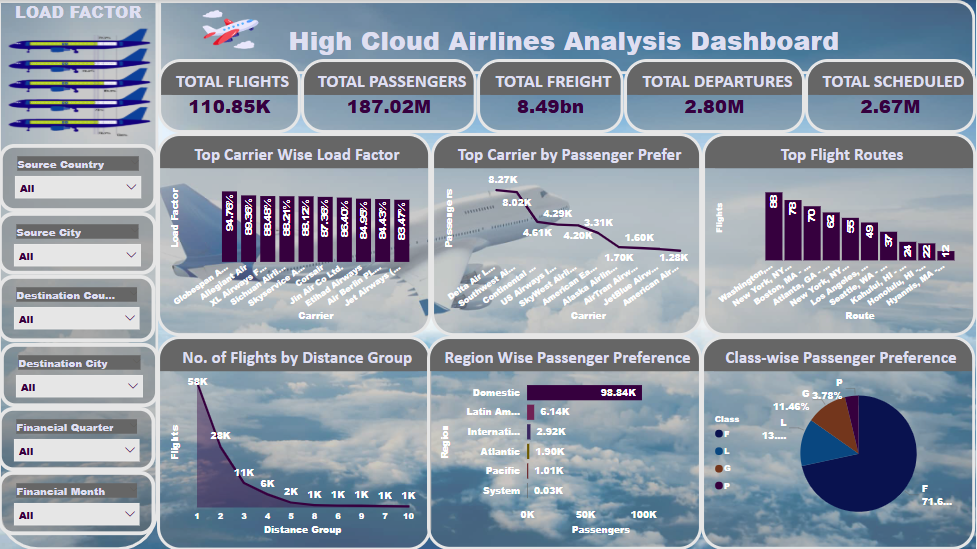 LOAD FACTOR
High Cloud Airlines Analysis Dashboard
TOTAL FLIGHTS
110.85K
TOTAL PASSENGERS
187.02M
TOTAL FREIGHT
8.49bn
TOTAL DEPARTURES
2.80M
TOTAL SCHEDULED
2.67M
Source Country
All
Source City
All
Destination Cou...
All
Destination City
All
Financial Quarter
All
Financial Month
All
Top Carrier Wise Load Factor
Load Factor
94.76%
88.12%
87.36%
86.40%
84.95%
84.43%
83.47%
Globespan A...
Allegiant Air
XL Airways F...
Sichuan Airli...
Skyservice A...
Corsair
Jin Air Co Ltd.
Etihad Airways
Air Berlin PL...
Jet Airways (...
Carrier
Top Carrier by Passenger Prefer
Passengers
8.27K
8.02K
4.61K
4.29K
4.20K
3.31K
1.70K
1.60K
1.28K
Delta Air ...
Southwest Ai...
Continental ...
US Airways I...
SkyWest Airli...
American Ea...
Alaska Airlin...
AirTran Airw...
JetBlue Airw...
American Air...
Carrier
Top Flight Routes
Flights
88
78
70
62
55
49
37
24
22
12
Washington,...
New York, NY...
Boston, MA ...
Atlanta, GA ...
New York, NY...
Los Angeles...
Seattle, WA...
Kahului, HI ...
Honolulu, HI...
Hyannis, MA ...
Route
No. of Flights by Distance Group
Flights
58K
28K
11K
6K
2K
1K
1K
1K
1K
1K
1 2 3 4 5 8 6 9 7 10
Distance Group
Region Wise Passenger Preference
Region
Domestic 98.84K
Latin Am... 6.14K
Internati... 2.92K
Atlantic 1.90K
Pacific 1.01K
System 0.03K
0K 50K 100K
Passengers
Class-wise Passenger Preference
Class
F
L
G
P
P
3.78%
G
11.46%
L
13....
F
71.6...